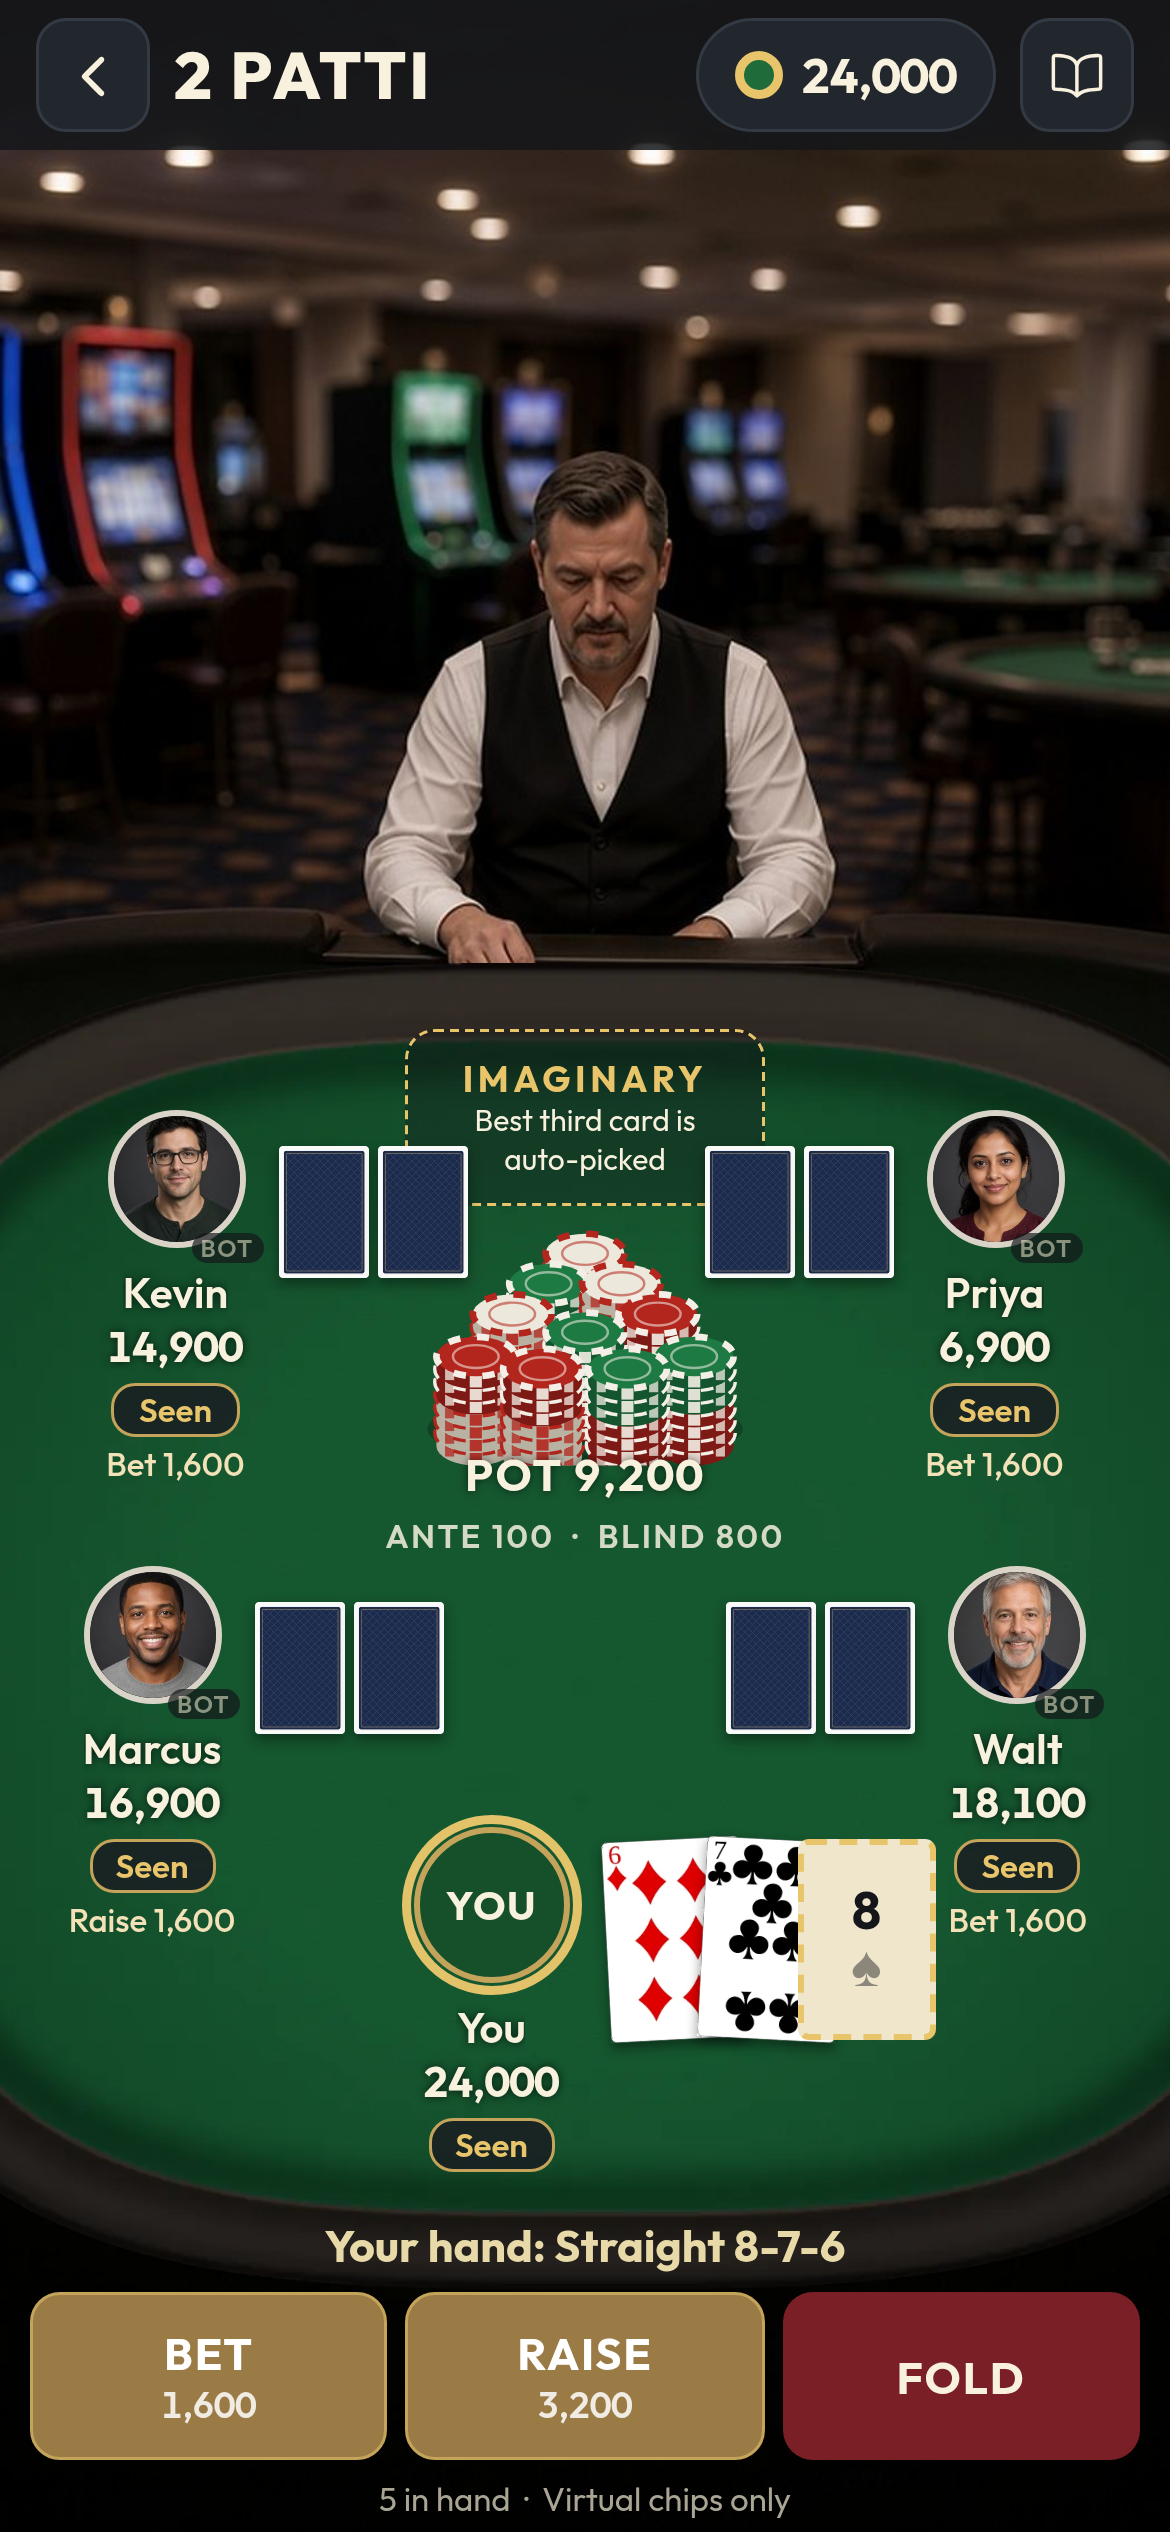 2 PATTI
24,000
IMAGINARY
Best third card is
auto-picked
BOT
Kevin
14,900
Seen
Bet 1,600
BOT
Priya
6,900
Seen
Bet 1,600
POT 9,200
ANTE 100 · BLIND 800
BOT
Marcus
16,900
Seen
Raise 1,600
BOT
Walt
18,100
Seen
Bet 1,600
YOU
6
7
8
You
24,000
Seen
Your hand: Straight 8-7-6
BET
1,600
RAISE
3,200
FOLD
5 in hand · Virtual chips only